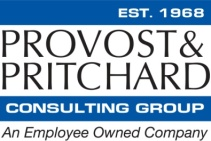 EST. 1968
PROVOST&
PRITCHARD
CONSULTING GROUP
An Employee Owned Company